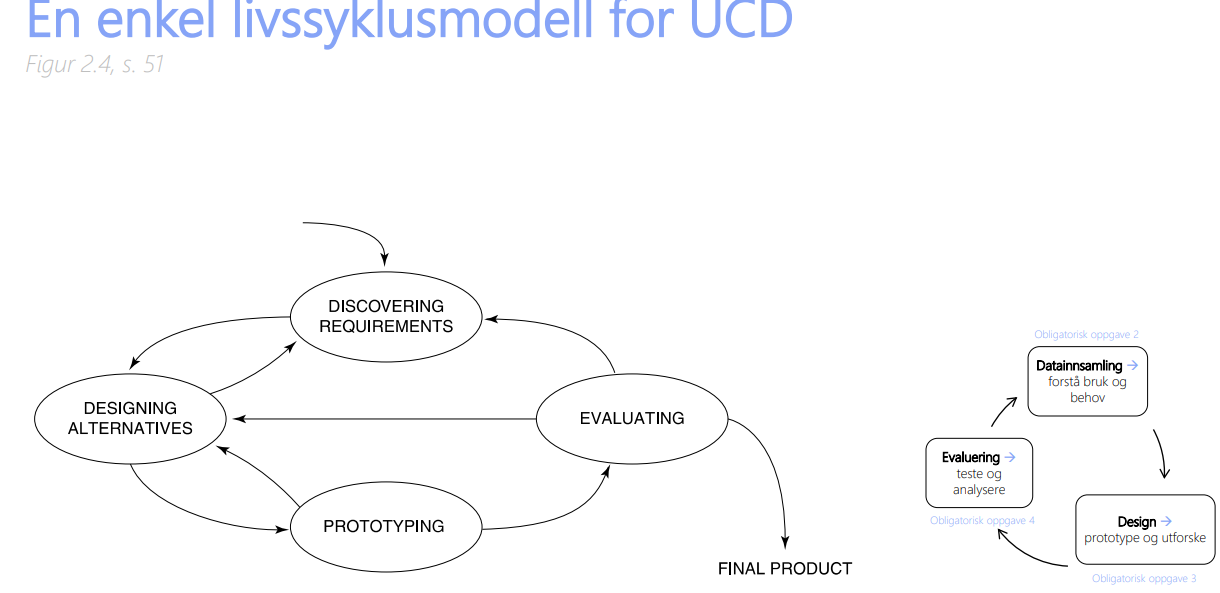 En enkel livssyklusmodell for UCD
Figur 2.4, s. 51
DISCOVERING
REQUIREMENTS
DESIGNING
ALTERNATIVES
EVALUATING
PROTOTYPING
FINAL PRODUCT
Obligatorisk oppgave 2
Datainnsamling →
forstå bruk og
behov
Evaluering →
teste og
analysere
Obligatorisk oppgave 4
Design →
prototype og utforske
Obligatorisk oppgave 3